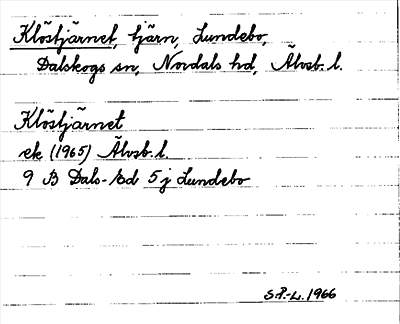 Klöstjärnet, tjärn, Lundebo,
Dalskogs sn, Nordals hd, Älvsb. l.
Klöstjärnet
ek (1965) Älvsb. l.
9 B Dals-Ed 5 j Lundebo
S.P.-L. 1966